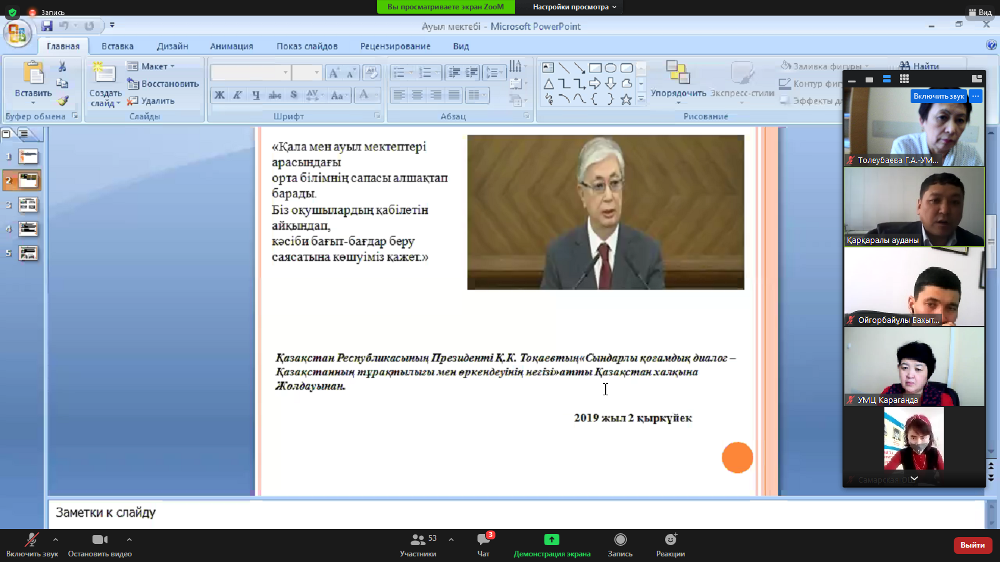 Запись
Вы просматриваете экран ZooM
Настройки просмотра
Вид
Ауыл мектебі - Microsoft PowerPoint
Главная
Вставка
Дизайн
Анимация
Показ слайдов
Рецензирование
Вид
Вставить
Буфер обмена
Создать
слайд
Макет
Восстановить
Удалить
Слайды
Ж К Ч abc S AV Aa А
Шрифт
Абзац
Упорядочить
Экспресс-стили
Заливка фигуры
Контур фиг
Эффекты д
Рисование
Найти
1
2
3
4
5
«Қала мен ауыл мектептері
арасындағы
орта білімнің сапасы алшақтап
барады.
Біз оқушылардың қабілетін
айқындап,
кәсіби бағыт-бағдар беру
саясатына көшуіміз қажет.»
Қазақстан Республикасының Президенті Қ.К. Тоқаевтың«Сындарлы қоғамдық диалог –
Қазақстанның тұрақтылығы мен өркендеуінің негізі»атты Қазақстан халқына
Жолдауынан.
2019 жыл 2 қыркүйек
Заметки к слайду
Включить звук
Толеубаева Г.А.-УМ...
Қарқаралы ауданы
Ойгорбайұлы Бахыт...
УМЦ Караганда
Самарская ОШ
Включить звук
Остановить видео
53
Участники
3
Чат
Демонстрация экрана
Запись
Реакции
Выйти